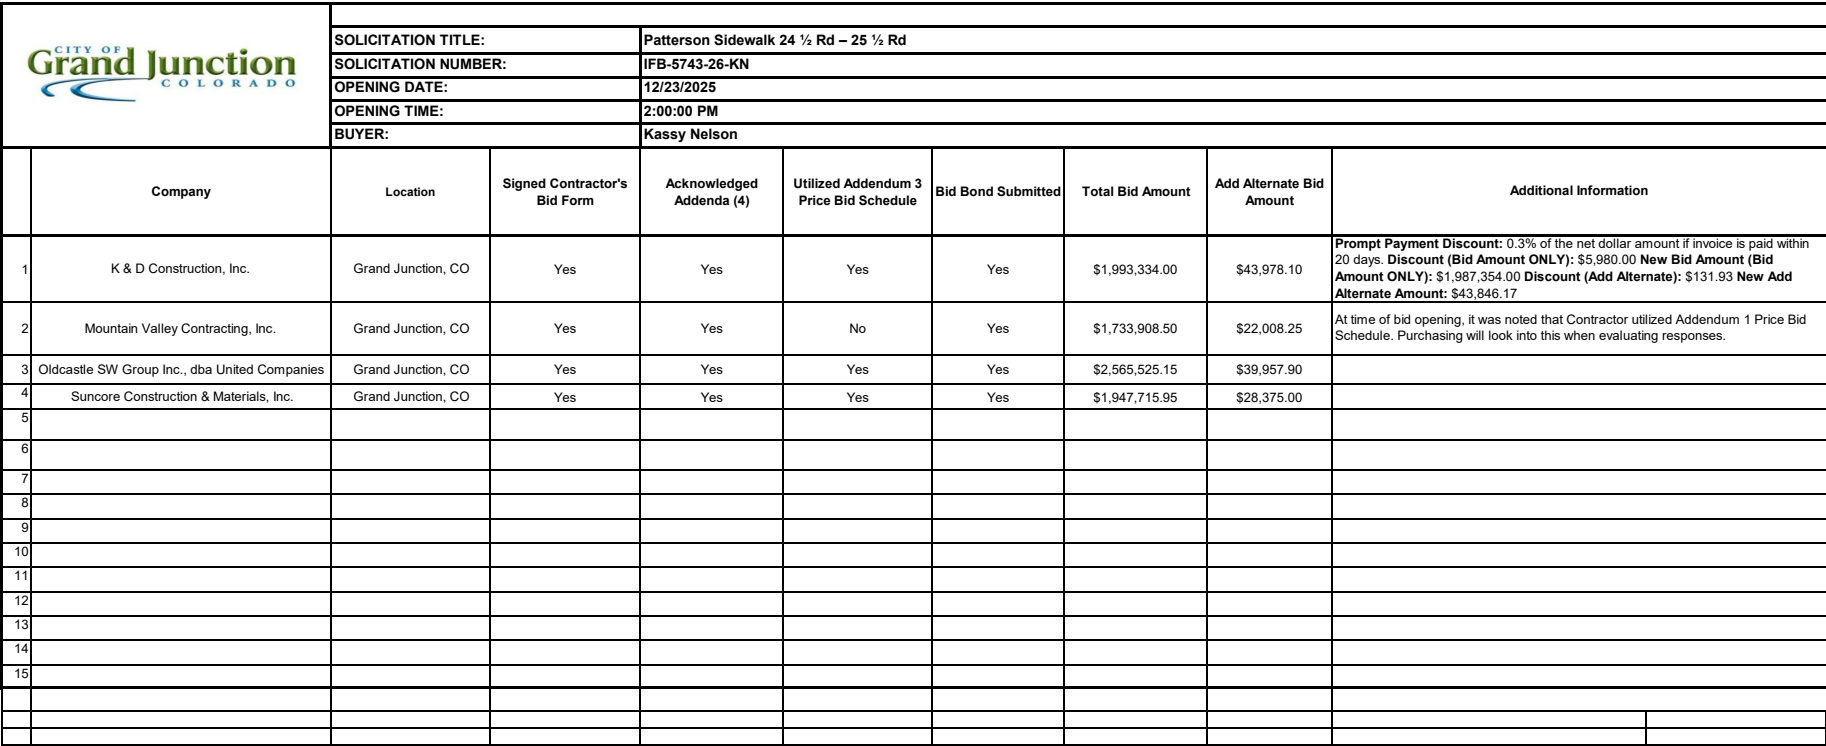 CITY OF
Grand Junction
COLORADO
SOLICITATION TITLE: Patterson Sidewalk 24 ½ Rd – 25 ½ Rd
SOLICITATION NUMBER: IFB-5743-26-KN
OPENING DATE: 12/23/2025
OPENING TIME: 2:00:00 PM
BUYER: Kassy Nelson
Company
Location
Signed Contractor's
Bid Form
Acknowledged
Addenda (4)
Utilized Addendum 3
Price Bid Schedule
Bid Bond Submitted
Total Bid Amount
Add Alternate Bid
Amount
Additional Information
1 K & D Construction, Inc. Grand Junction, CO Yes Yes Yes Yes $1,993,334.00 $43,978.10
Prompt Payment Discount: 0.3% of the net dollar amount if invoice is paid within
20 days. Discount (Bid Amount ONLY): $5,980.00 New Bid Amount (Bid
Amount ONLY): $1,987,354.00 Discount (Add Alternate): $131.93 New Add
Alternate Amount: $43,846.17
2 Mountain Valley Contracting, Inc. Grand Junction, CO Yes Yes No Yes $1,733,908.50 $22,008.25
At time of bid opening, it was noted that Contractor utilized Addendum 1 Price Bid
Schedule. Purchasing will look into this when evaluating responses.
3 Oldcastle SW Group Inc., dba United Companies Grand Junction, CO Yes Yes Yes Yes $2,565,525.15 $39,957.90
4 Suncore Construction & Materials, Inc. Grand Junction, CO Yes Yes Yes Yes $1,947,715.95 $28,375.00
5
6
7
8
9
10
11
12
13
14
15